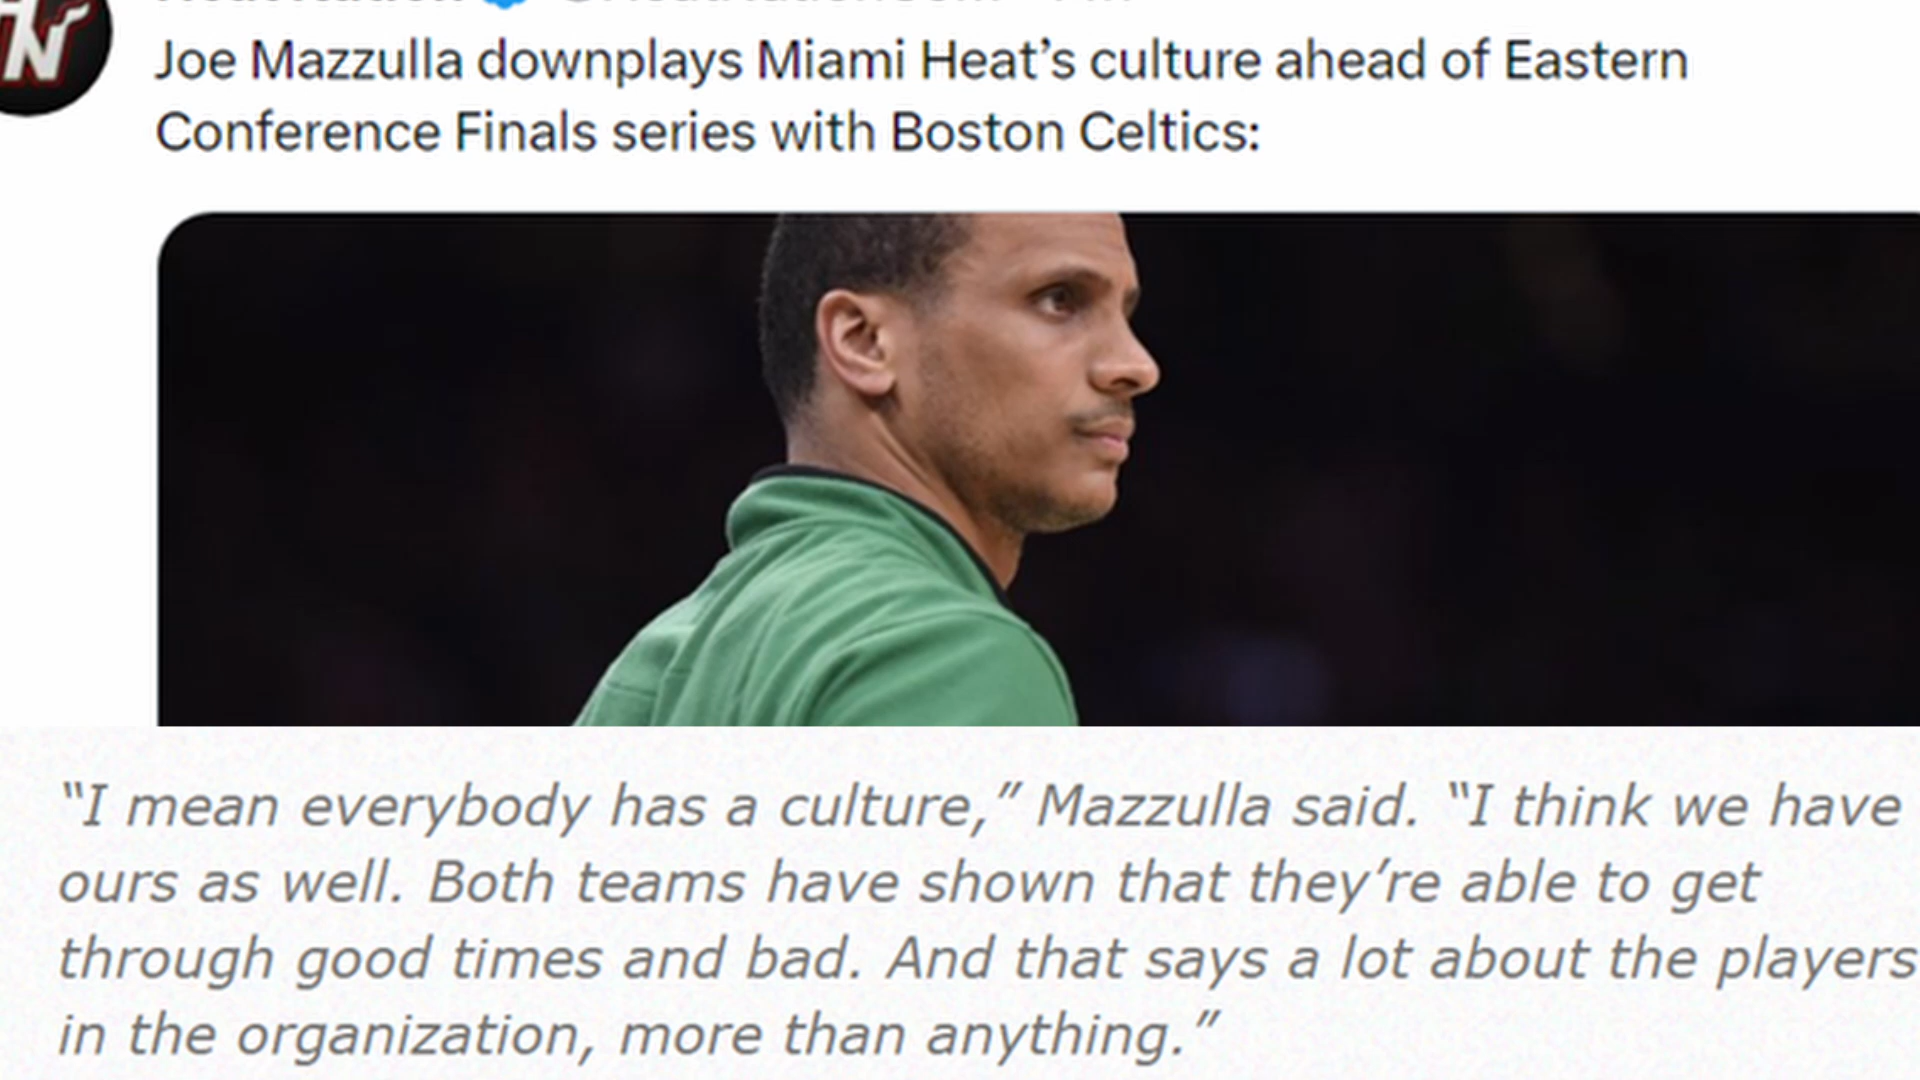 HN
Joe Mazzulla downplays Miami Heat’s culture ahead of Eastern
Conference Finals series with Boston Celtics:
“I mean everybody has a culture,” Mazzulla said. “I think we have
ours as well. Both teams have shown that they’re able to get
through good times and bad. And that says a lot about the players
in the organization, more than anything.”